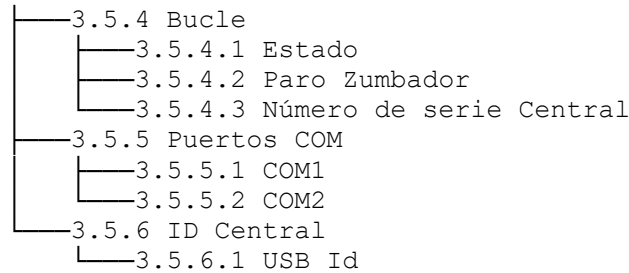 3.5.4 Bucle
3.5.4.1 Estado
3.5.4.2 Paro Zumbador
3.5.4.3 Número de serie Central
3.5.5 Puertos COM
3.5.5.1 COM1
3.5.5.2 COM2
3.5.6 ID Central
3.5.6.1 USB Id